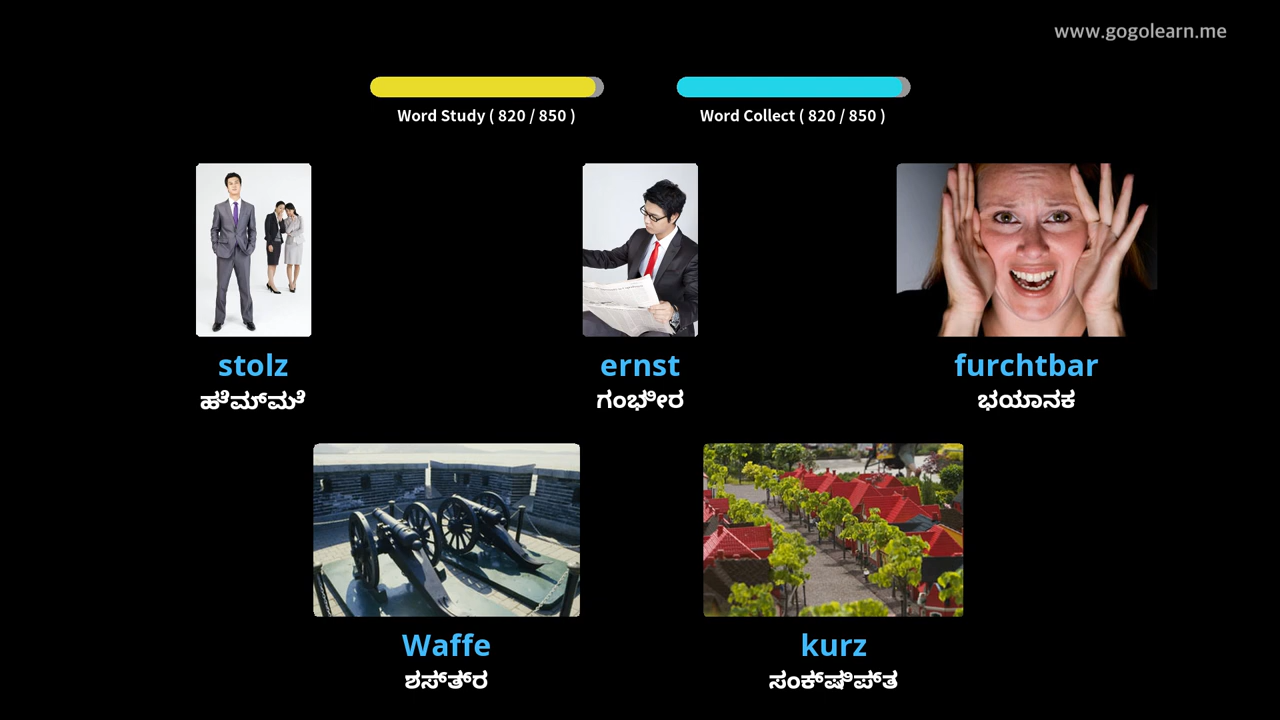 www.gogolearn.me
Word Study ( 820 / 850 )
Word Collect ( 820 / 850 )
stolz
ಹೆಮ್ಮೆ
ernst
ಗಂಭೀರ
furchtbar
ಭಯಾನಕ
Waffe
ಶಸ್ತ್ರ
kurz
ಸಂಕ್ಷಿಪ್ತ